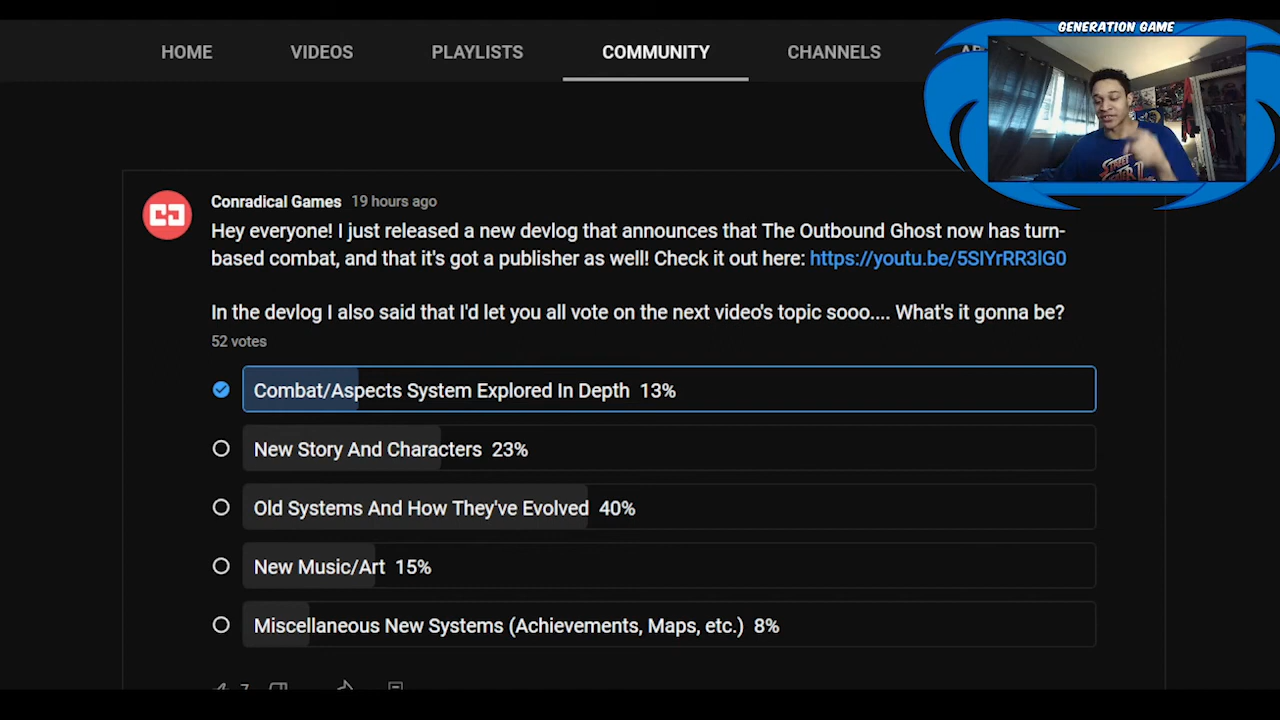 GENERATION GAME
HOME VIDEOS PLAYLISTS COMMUNITY CHANNELS
Conradical Games 19 hours ago
Hey everyone! I just released a new devlog that announces that The Outbound Ghost now has turn-
based combat, and that it's got a publisher as well! Check it out here: https://youtu.be/5SIYrRR3lG0
In the devlog I also said that I'd let you all vote on the next video's topic sooo.... What's it gonna be?
52 votes
Combat/Aspects System Explored In Depth 13%
New Story And Characters 23%
Old Systems And How They've Evolved 40%
New Music/Art 15%
Miscellaneous New Systems (Achievements, Maps, etc.) 8%